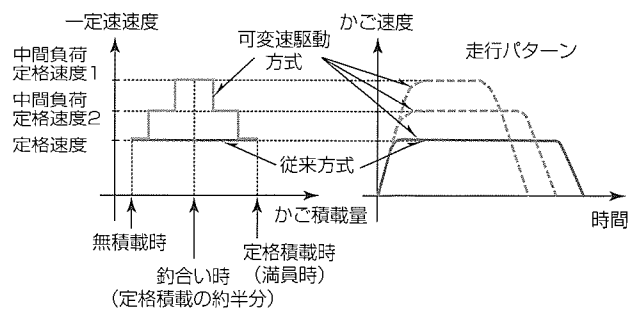 一定速速度
中間負荷
定格速度1
中間負荷
定格速度2
定格速度
可変速駆動
方式
従来方式
かご積載量
無積載時
釣合い時
(定格積載の約半分)
定格積載時
(満員時)
かご速度
走行パターン
時間